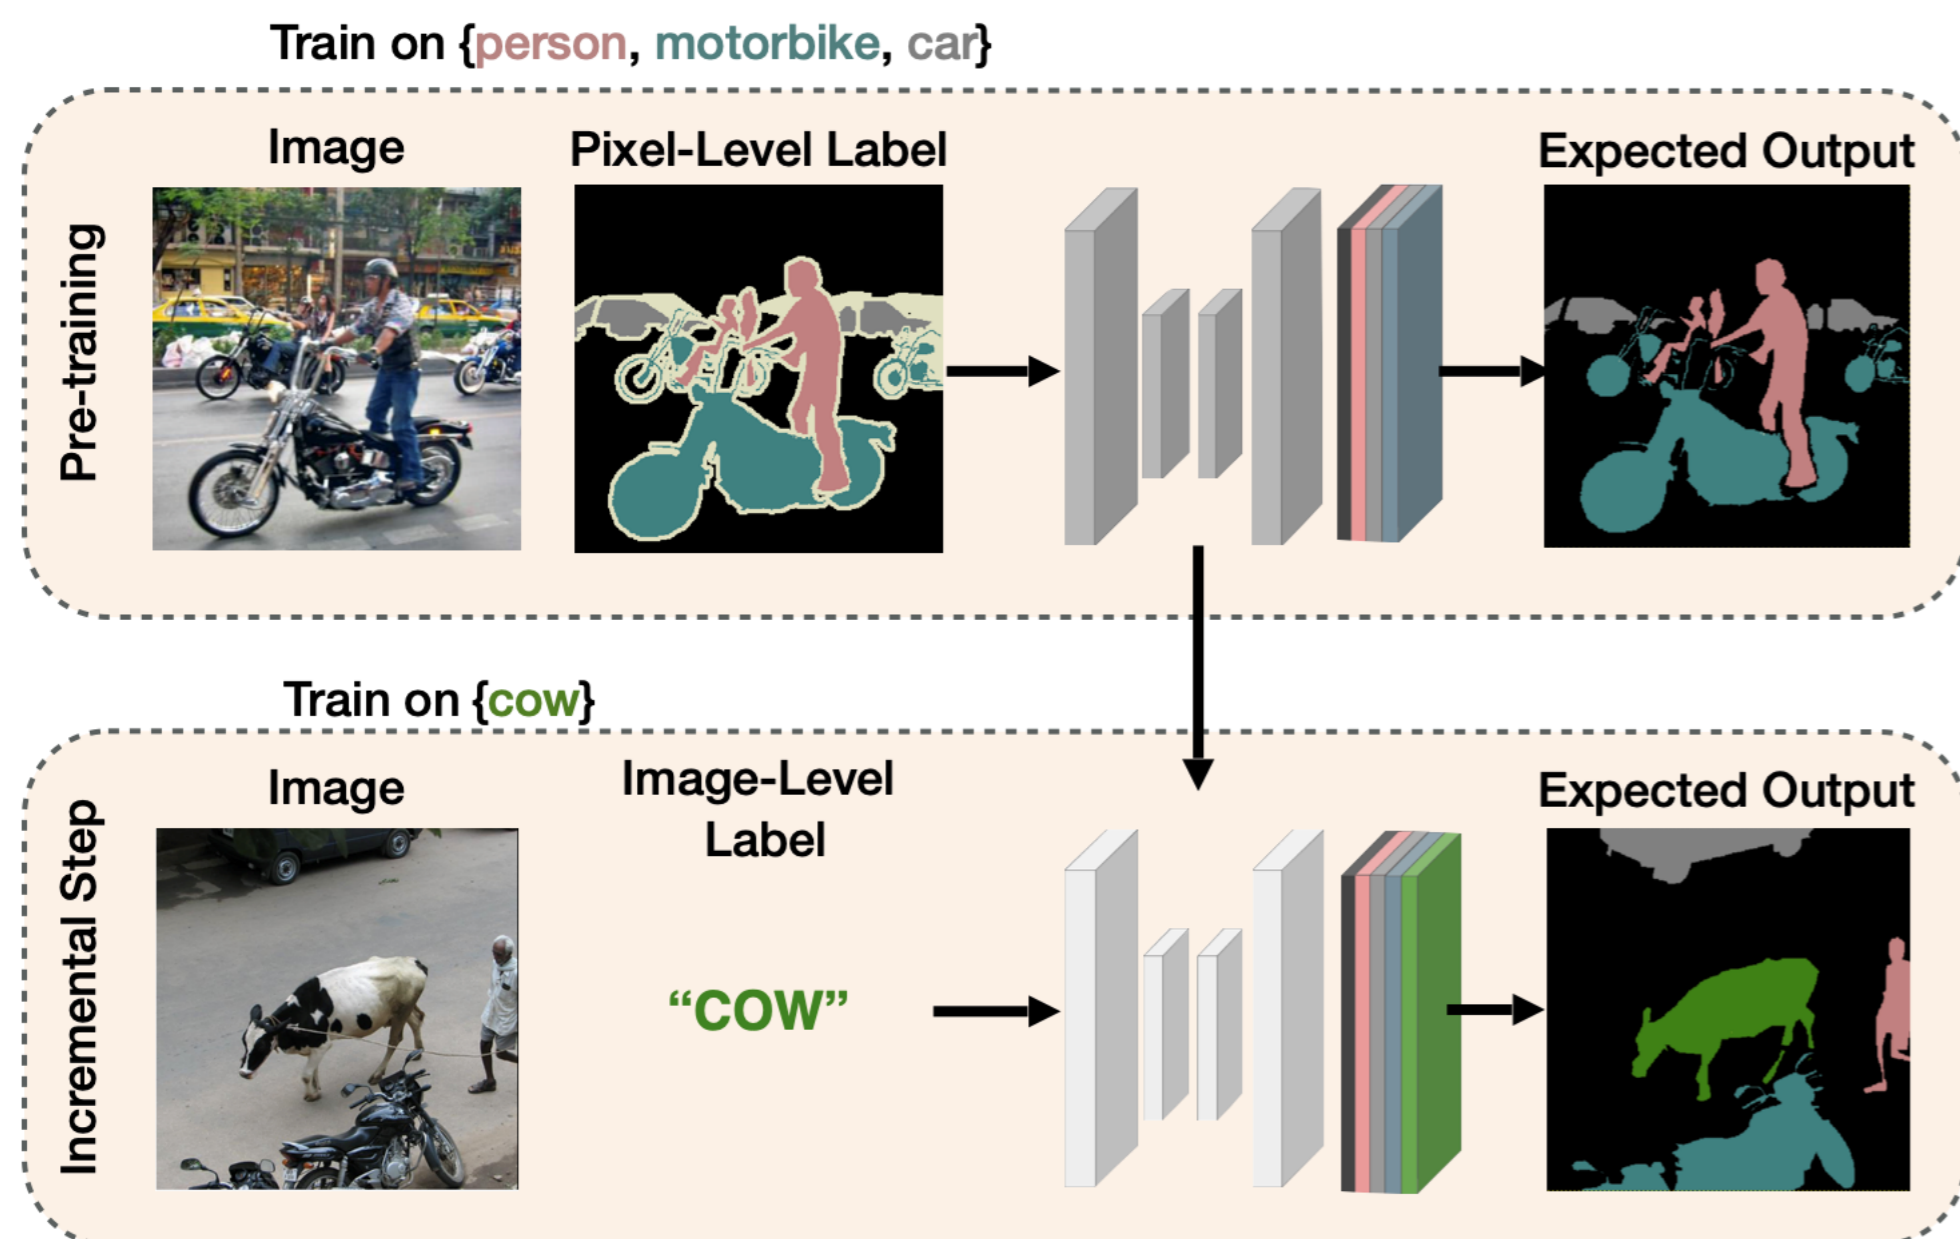 Train on {person, motorbike, car}
Pre-training
Image
Pixel-Level Label
Expected Output
Train on {cow}
Incremental Step
Image
Image-Level
Label
“COW”
Expected Output